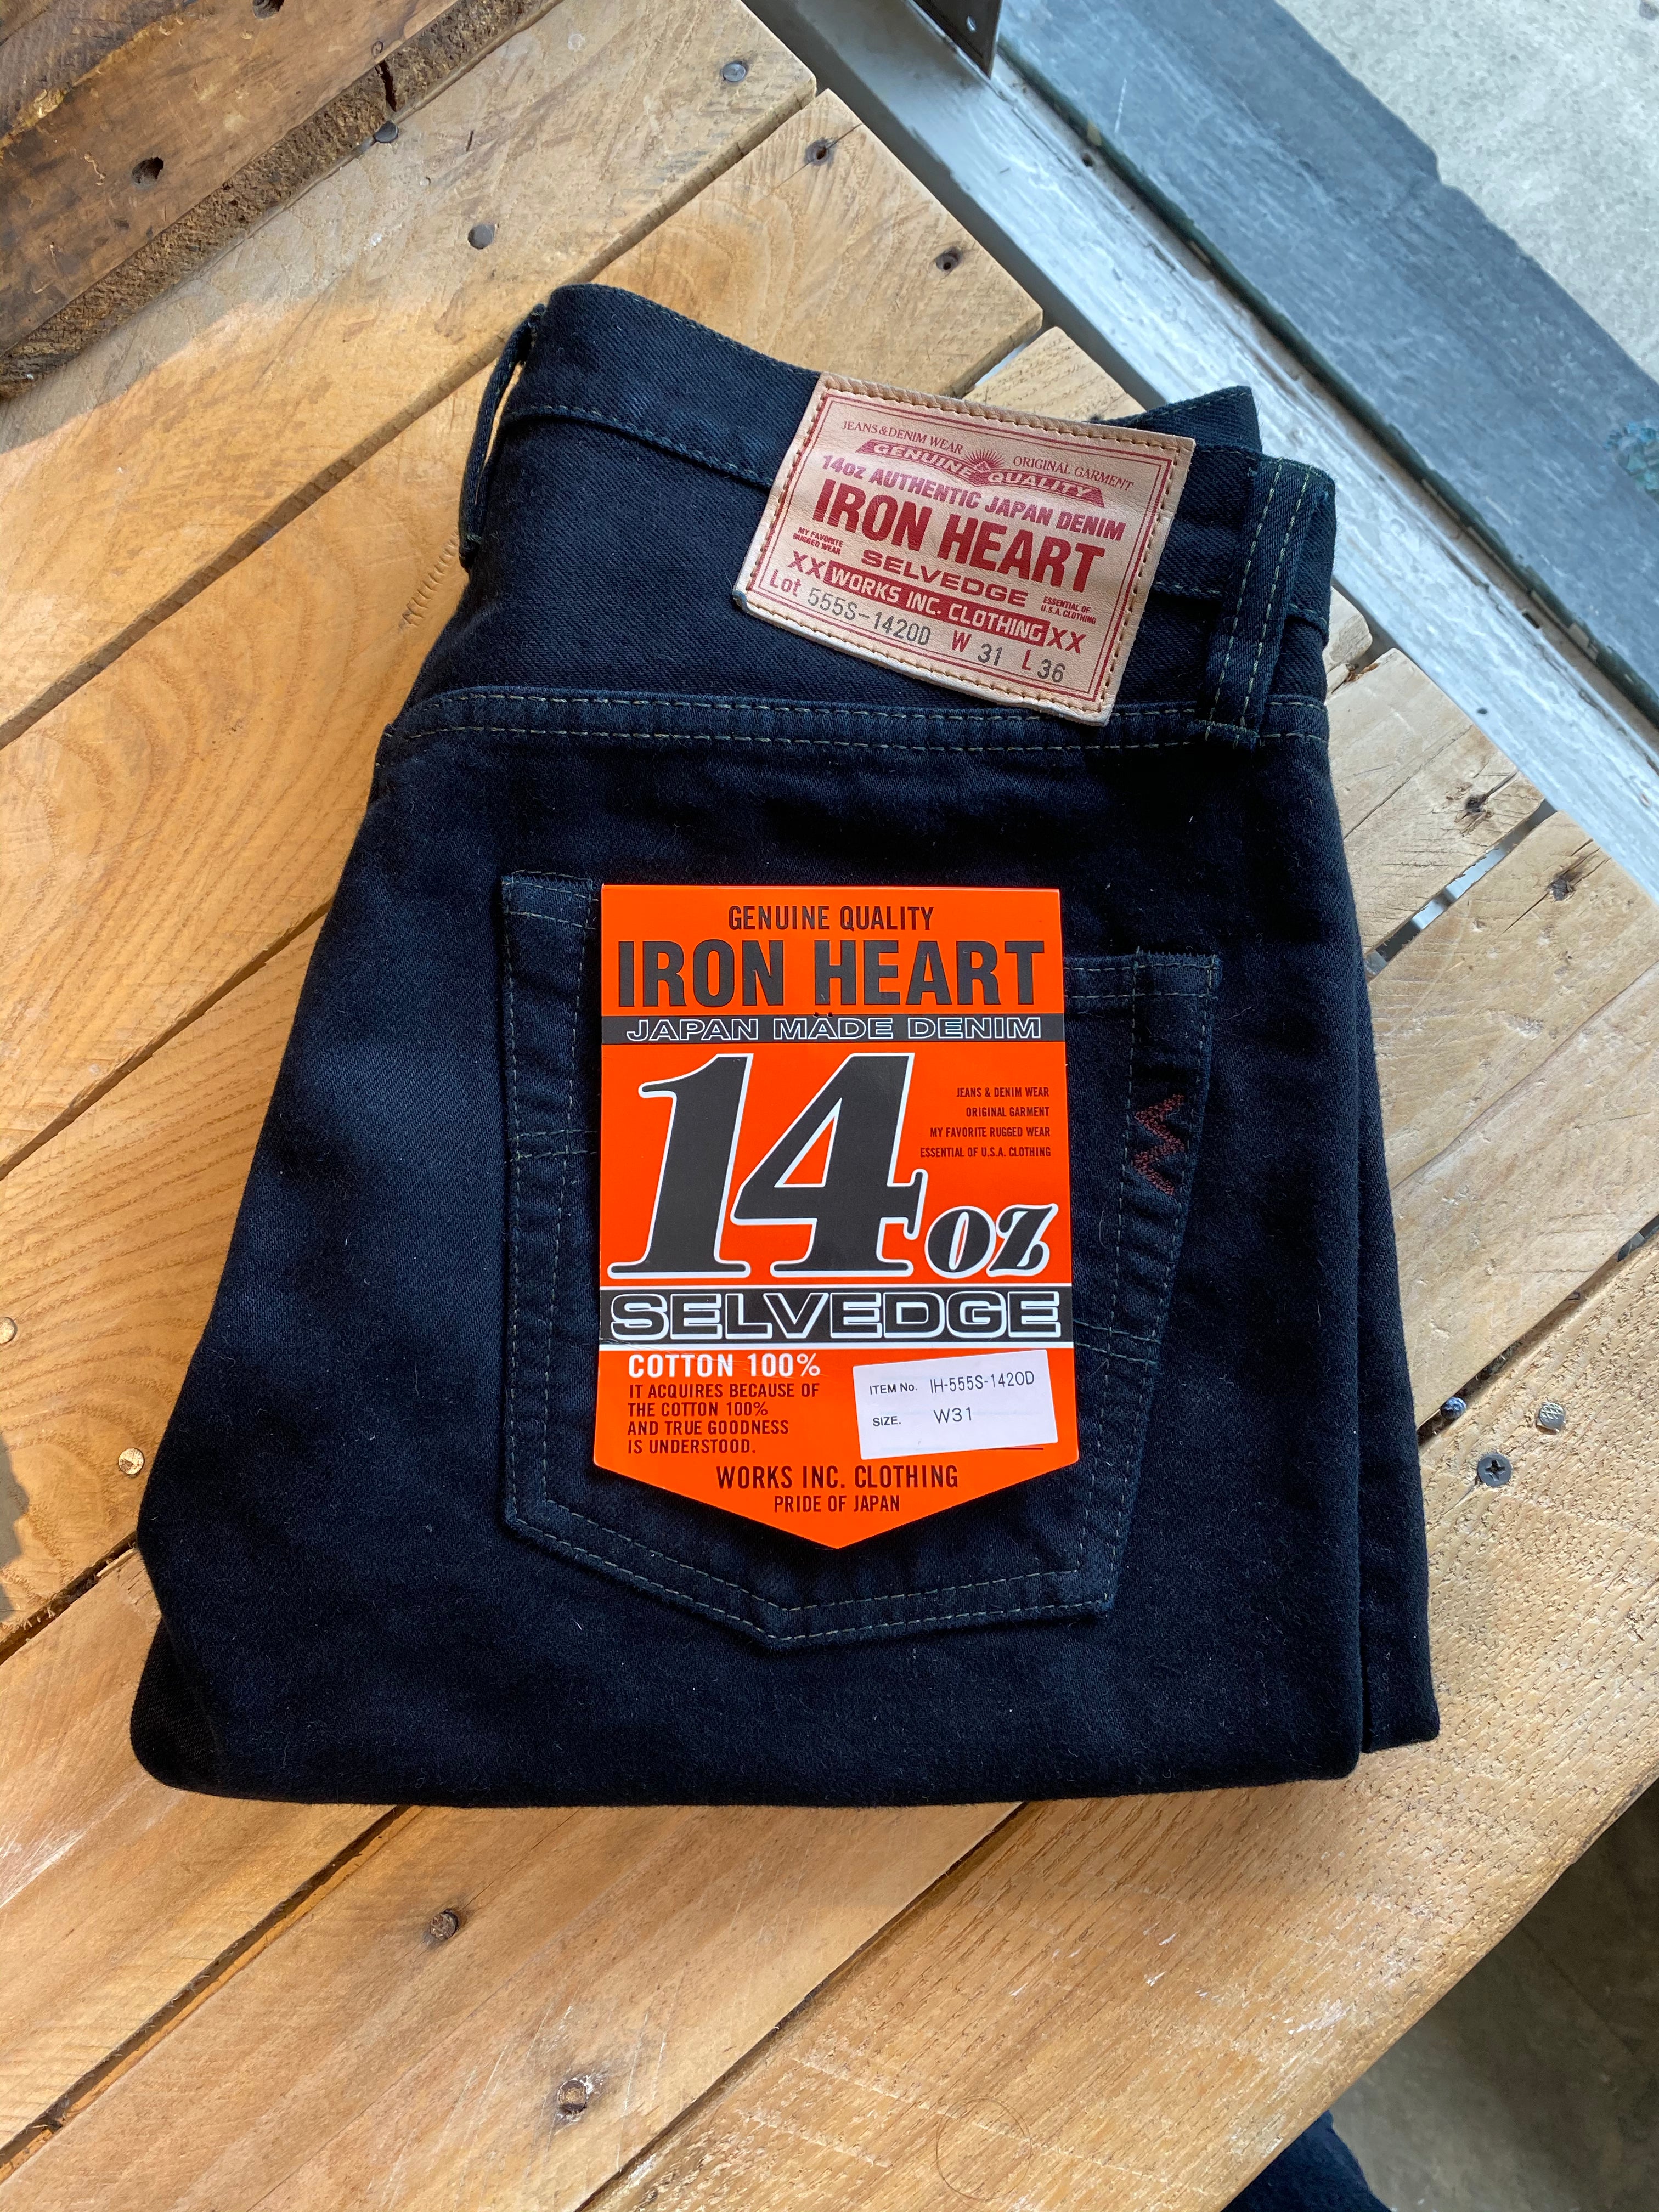 JEANS & DENIM WEAR
ORIGINAL GARMENT
GENUINE QUALITY
14oz AUTHENTIC JAPAN DENIM
IRON HEART
MY FAVORITE
RUGGED WEAR
SELVEDGE
ESSENTIAL OF
U.S.A. CLOTHING
XX WORKS INC. CLOTHING XX
Lot 555S-142OD W 31 L 36
GENUINE QUALITY
IRON HEART
JAPAN MADE DENIM
14oz
JEANS & DENIM WEAR
ORIGINAL GARMENT
MY FAVORITE RUGGED WEAR
ESSENTIAL OF U.S.A. CLOTHING
SELVEDGE
COTTON 100%
IT ACQUIRES BECAUSE OF
THE COTTON 100%
AND TRUE GOODNESS
IS UNDERSTOOD.
ITEM No. IH-555S-142OD
SIZE. W31
WORKS INC. CLOTHING
PRIDE OF JAPAN